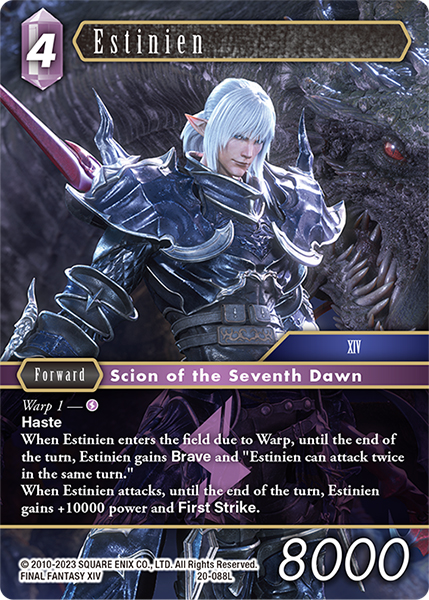 4
Estinien
XIV
Forward
Scion of the Seventh Dawn
Warp 1 —
Haste
When Estinien enters the field due to Warp, until the end of
the turn, Estinien gains Brave and "Estinien can attack twice
in the same turn."
When Estinien attacks, until the end of the turn, Estinien
gains +10000 power and First Strike.
© 2010-2023 SQUARE ENIX CO., LTD. All Rights Reserved.
FINAL FANTASY XIV
20-088L
8000